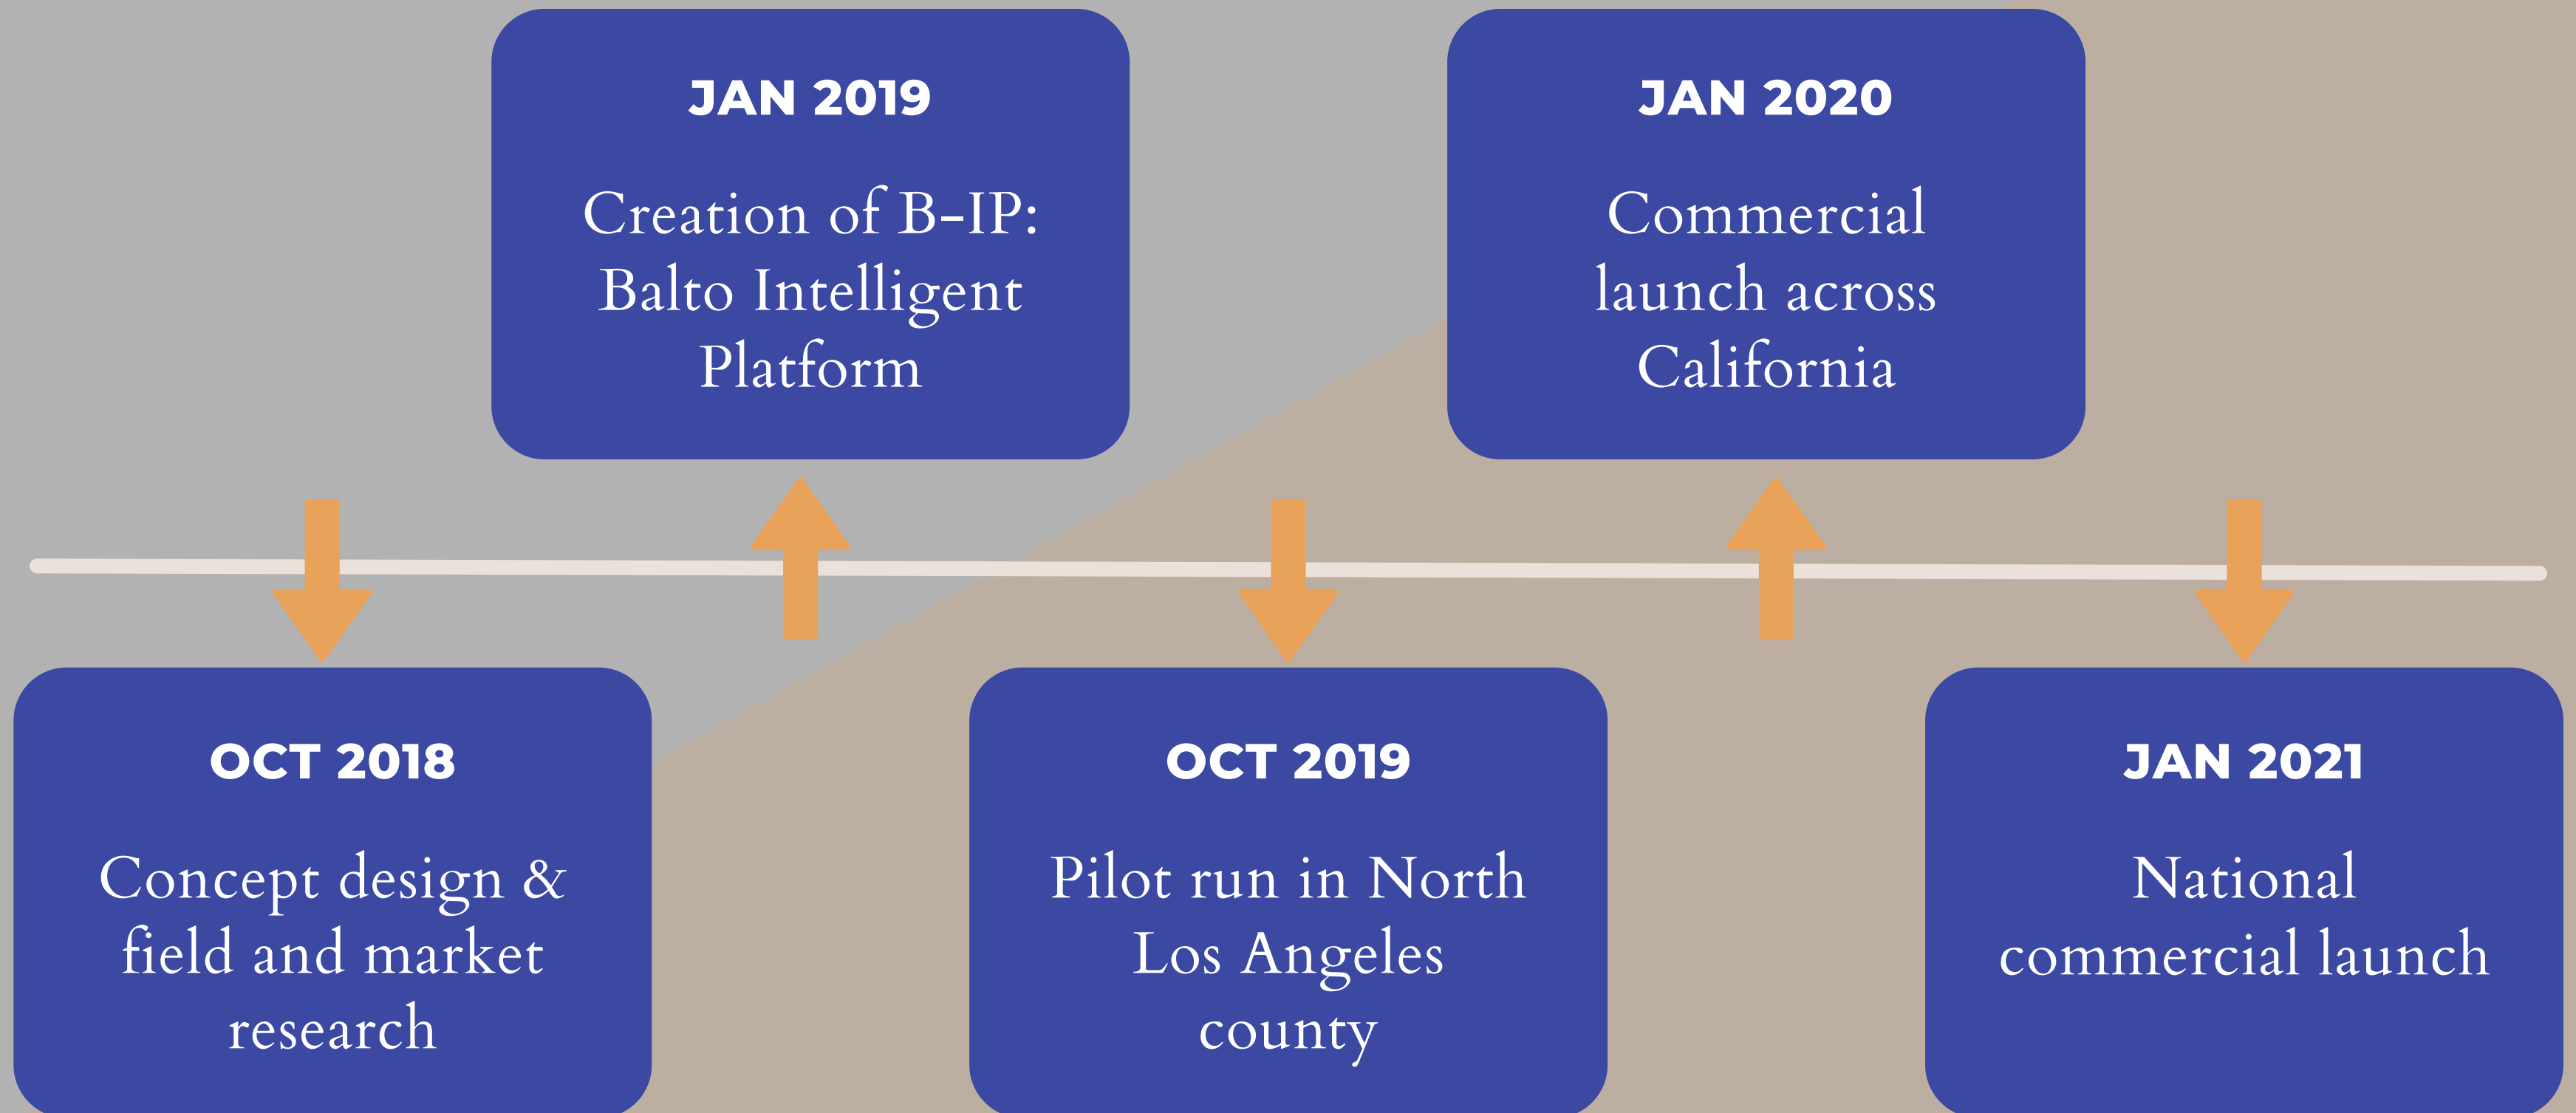 JAN 2019
Creation of B-IP:
Balto Intelligent
Platform
JAN 2020
Commercial
launch across
California
OCT 2018
Concept design &
field and market
research
OCT 2019
Pilot run in North
Los Angeles
county
JAN 2021
National
commercial launch